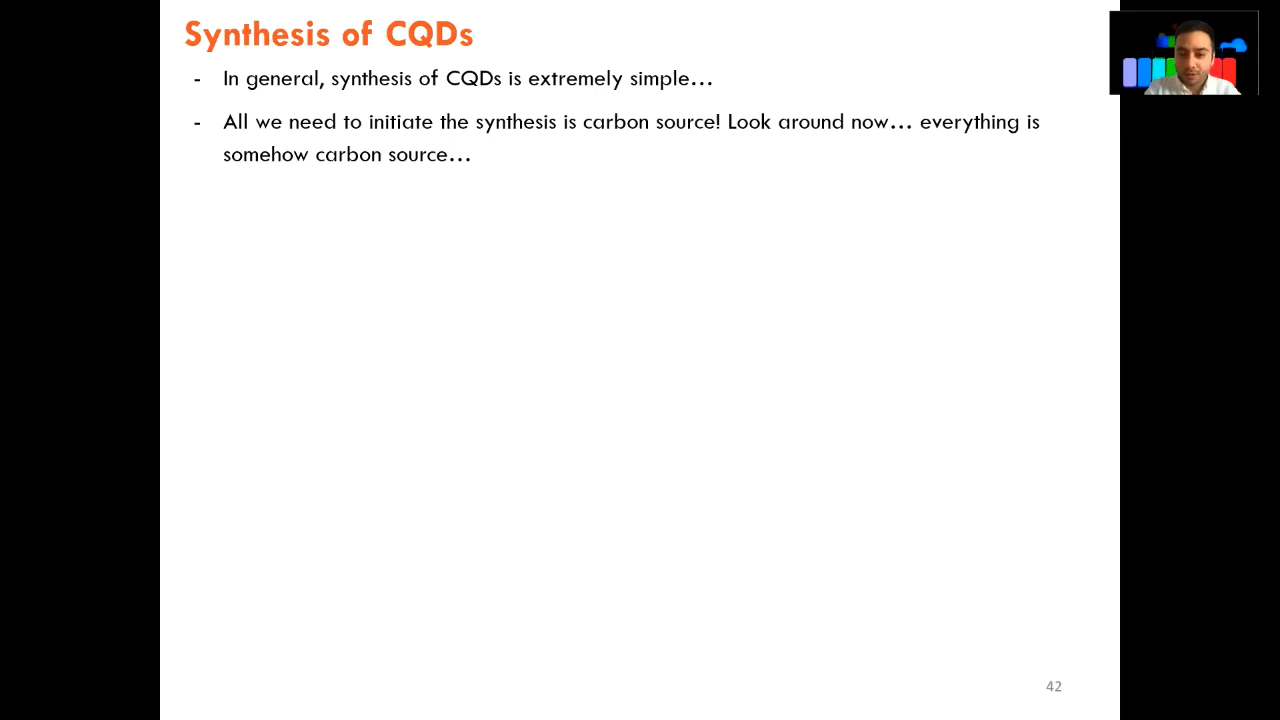 Synthesis of CQDs
- In general, synthesis of CQDs is extremely simple…
- All we need to initiate the synthesis is carbon source! Look around now… everything is
somehow carbon source…
42